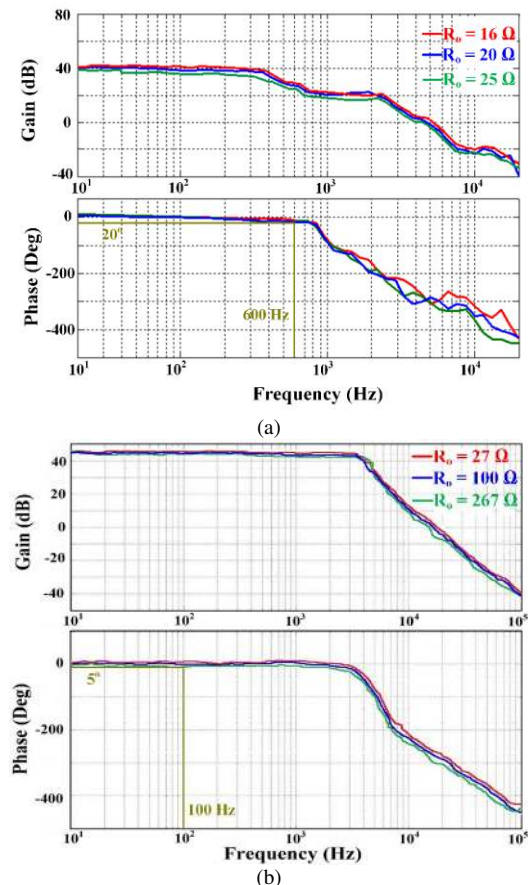 80
40
0
-40
Gain (dB)
Rₒ = 16 Ω
Rₒ = 20 Ω
Rₒ = 25 Ω
10¹ 10² 10³ 10⁴
0
-200
-400
Phase (Deg)
20°
600 Hz
10¹ 10² 10³ 10⁴
Frequency (Hz)
(a)
40
20
0
-20
-40
Gain (dB)
Rₒ = 27 Ω
Rₒ = 100 Ω
Rₒ = 267 Ω
10¹ 10² 10³ 10⁴ 10⁵
0
-200
-400
Phase (Deg)
5°
100 Hz
10¹ 10² 10³ 10⁴ 10⁵
Frequency (Hz)
(b)